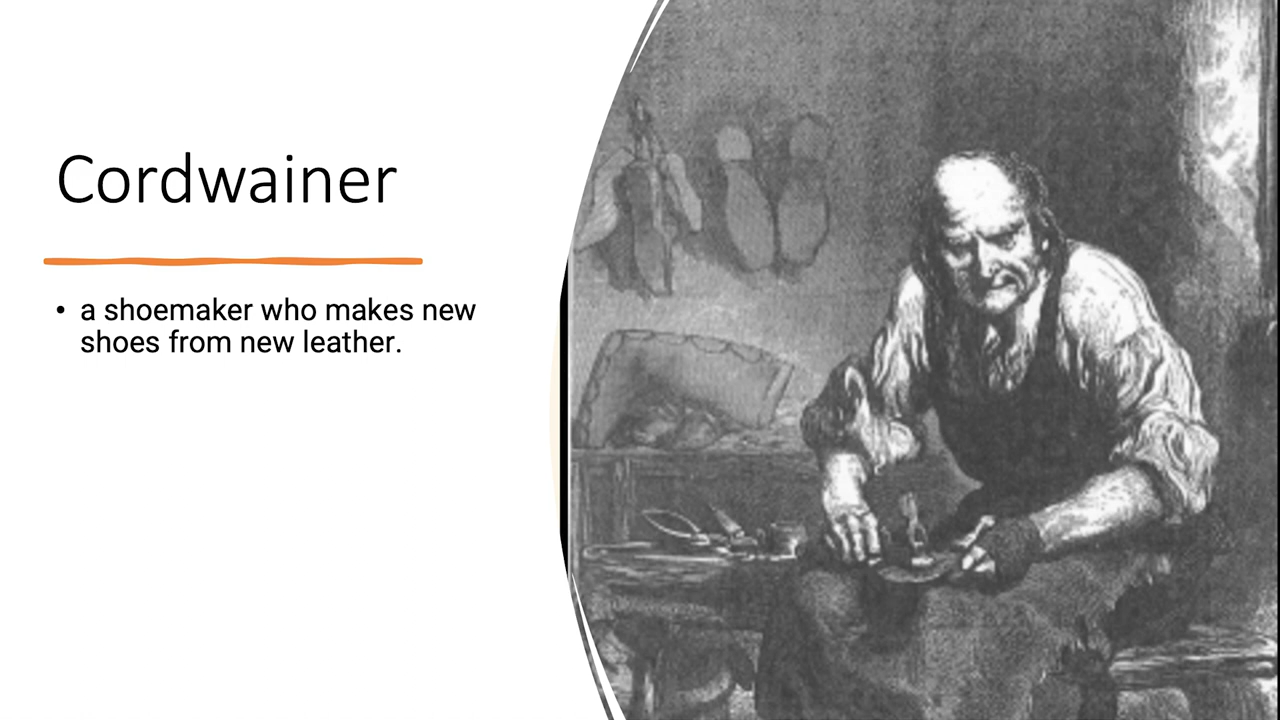 Cordwainer
• a shoemaker who makes new
shoes from new leather.